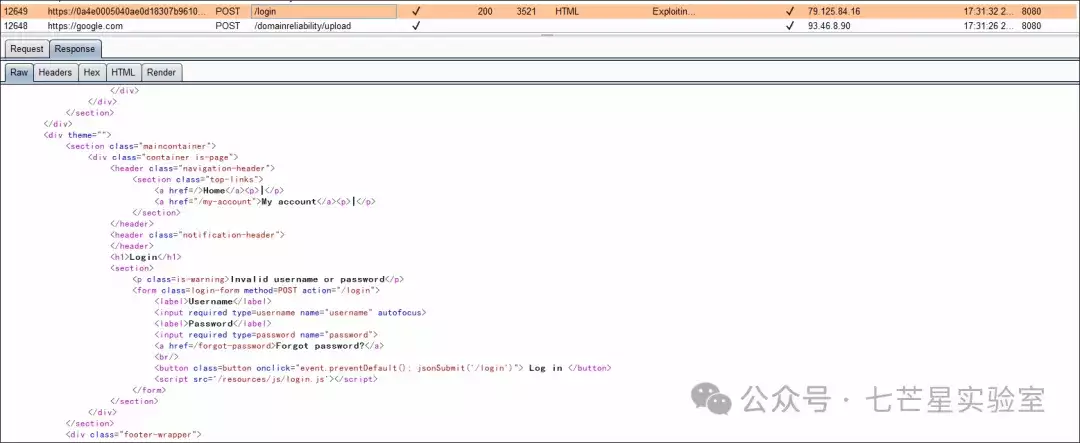 12649 https://0a4e0005040ae0d18307b9610... POST /login ✓ 200 3521 HTML Exploitin... ✓ 79.125.84.16 17:31:32 2... 8080
12648 https://google.com POST /domainreliability/upload ✓ ✓ 93.46.8.90 17:31:26 2... 8080
Request Response
Raw Headers Hex HTML Render
</div>
</div>
</section>
</div>
<div theme="">
<section class="maincontainer">
<div class="container is-page">
<header class="navigation-header">
<section class="top-links">
<a href=/>Home</a><p>|</p>
<a href="/my-account">My account</a><p>|</p>
</section>
</header>
<header class="notification-header">
</header>
<h1>Login</h1>
<section>
<p class=is-warning>Invalid username or password</p>
<form class=login-form method=POST action="/login">
<label>Username</label>
<input required type=username name="username" autofocus>
<label>Password</label>
<input required type=password name="password">
<a href=/forgot-password>Forgot password?</a>
<br/>
<button class=button onclick="event.preventDefault(); jsonSubmit('/login')"> Log in </button>
<script src='/resources/js/login.js'></script>
</form>
</section>
</div>
</section>
<div class="footer-wrapper">
公众号 · 七芒星实验室